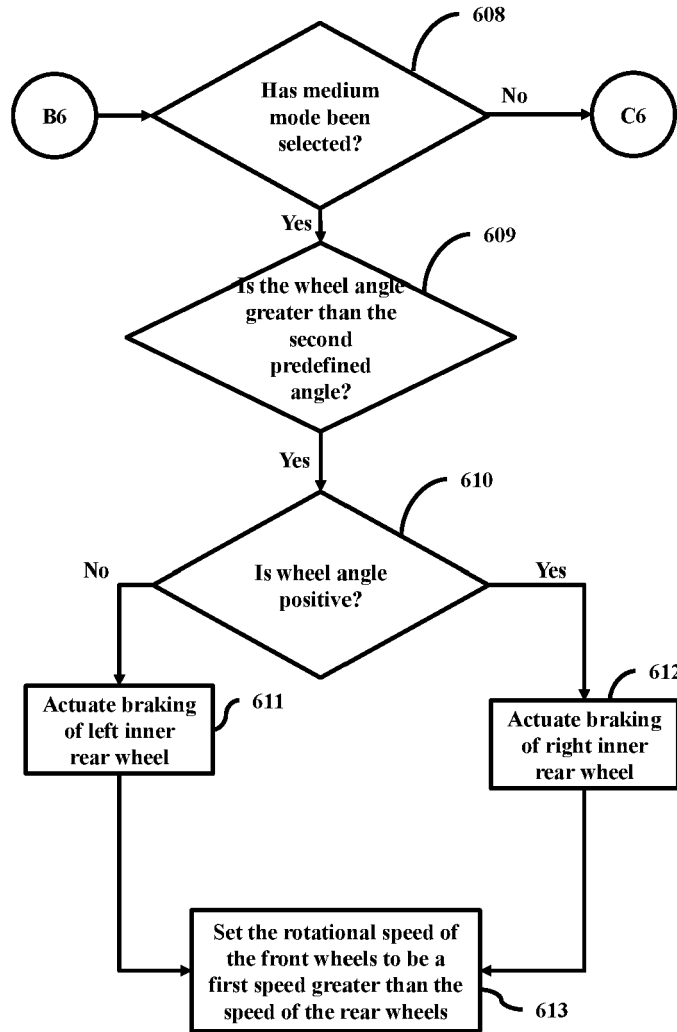 608
B6
Has medium
mode been
selected?
No
C6
Yes
609
Is the wheel angle
greater than the
second
predefined
angle?
Yes
610
No
Is wheel angle
positive?
Yes
611
Actuate braking
of left inner
rear wheel
612
Actuate braking
of right inner
rear wheel
Set the rotational speed of
the front wheels to be a
first speed greater than the
speed of the rear wheels
613